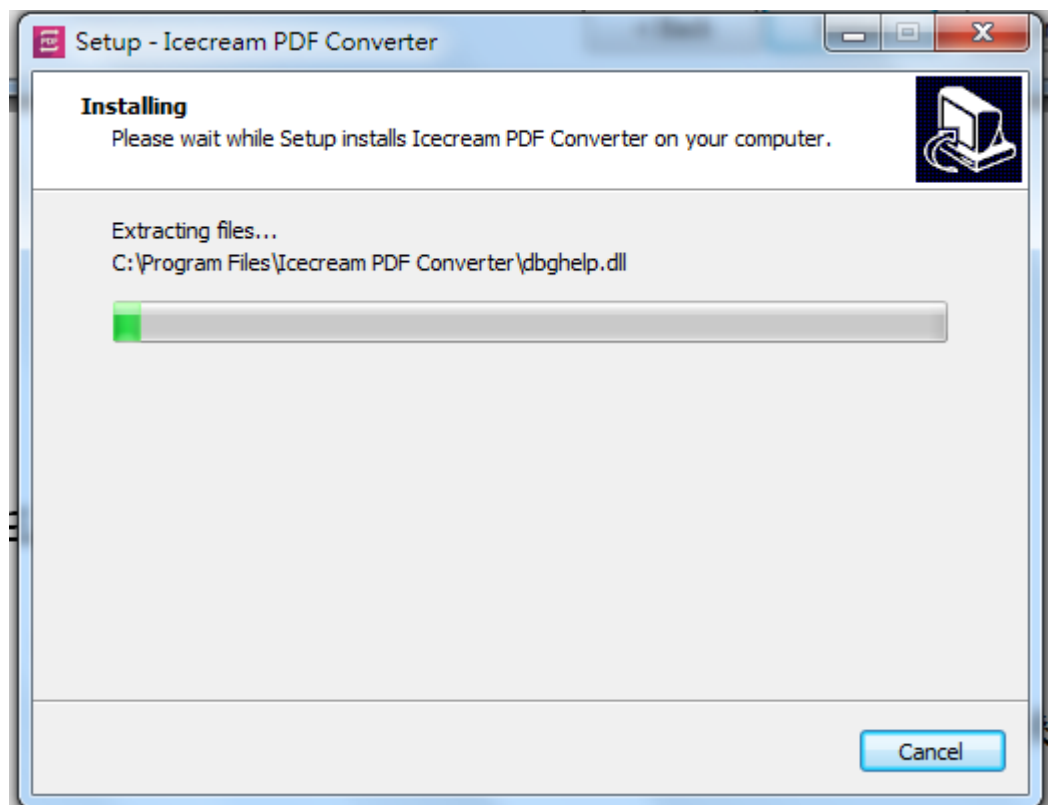 Setup - Icecream PDF Converter
Installing
Please wait while Setup installs Icecream PDF Converter on your computer.
Extracting files...
C:\Program Files\Icecream PDF Converter\dbghelp.dll
Cancel